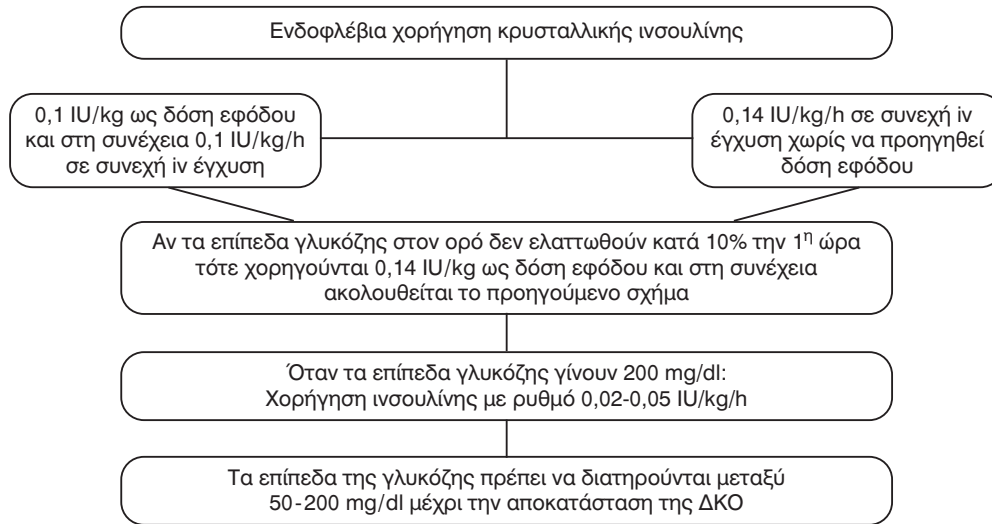 Ενδοφλέβια χορήγηση κρυσταλλικής ινσουλίνης
0,1 IU/kg ως δόση εφόδου
και στη συνέχεια 0,1 IU/kg/h
σε συνεχή iv έγχυση
0,14 IU/kg/h σε συνεχή iv
έγχυση χωρίς να προηγηθεί
δόση εφόδου
Αν τα επίπεδα γλυκόζης στον ορό δεν ελαττωθούν κατά 10% την 1η ώρα
τότε χορηγούνται 0,14 IU/kg ως δόση εφόδου και στη συνέχεια
ακολουθείται το προηγούμενο σχήμα
Όταν τα επίπεδα γλυκόζης γίνουν 200 mg/dl:
Χορήγηση ινσουλίνης με ρυθμό 0,02-0,05 IU/kg/h
Τα επίπεδα της γλυκόζης πρέπει να διατηρούνται μεταξύ
50-200 mg/dl μέχρι την αποκατάσταση της ΔΚΟ